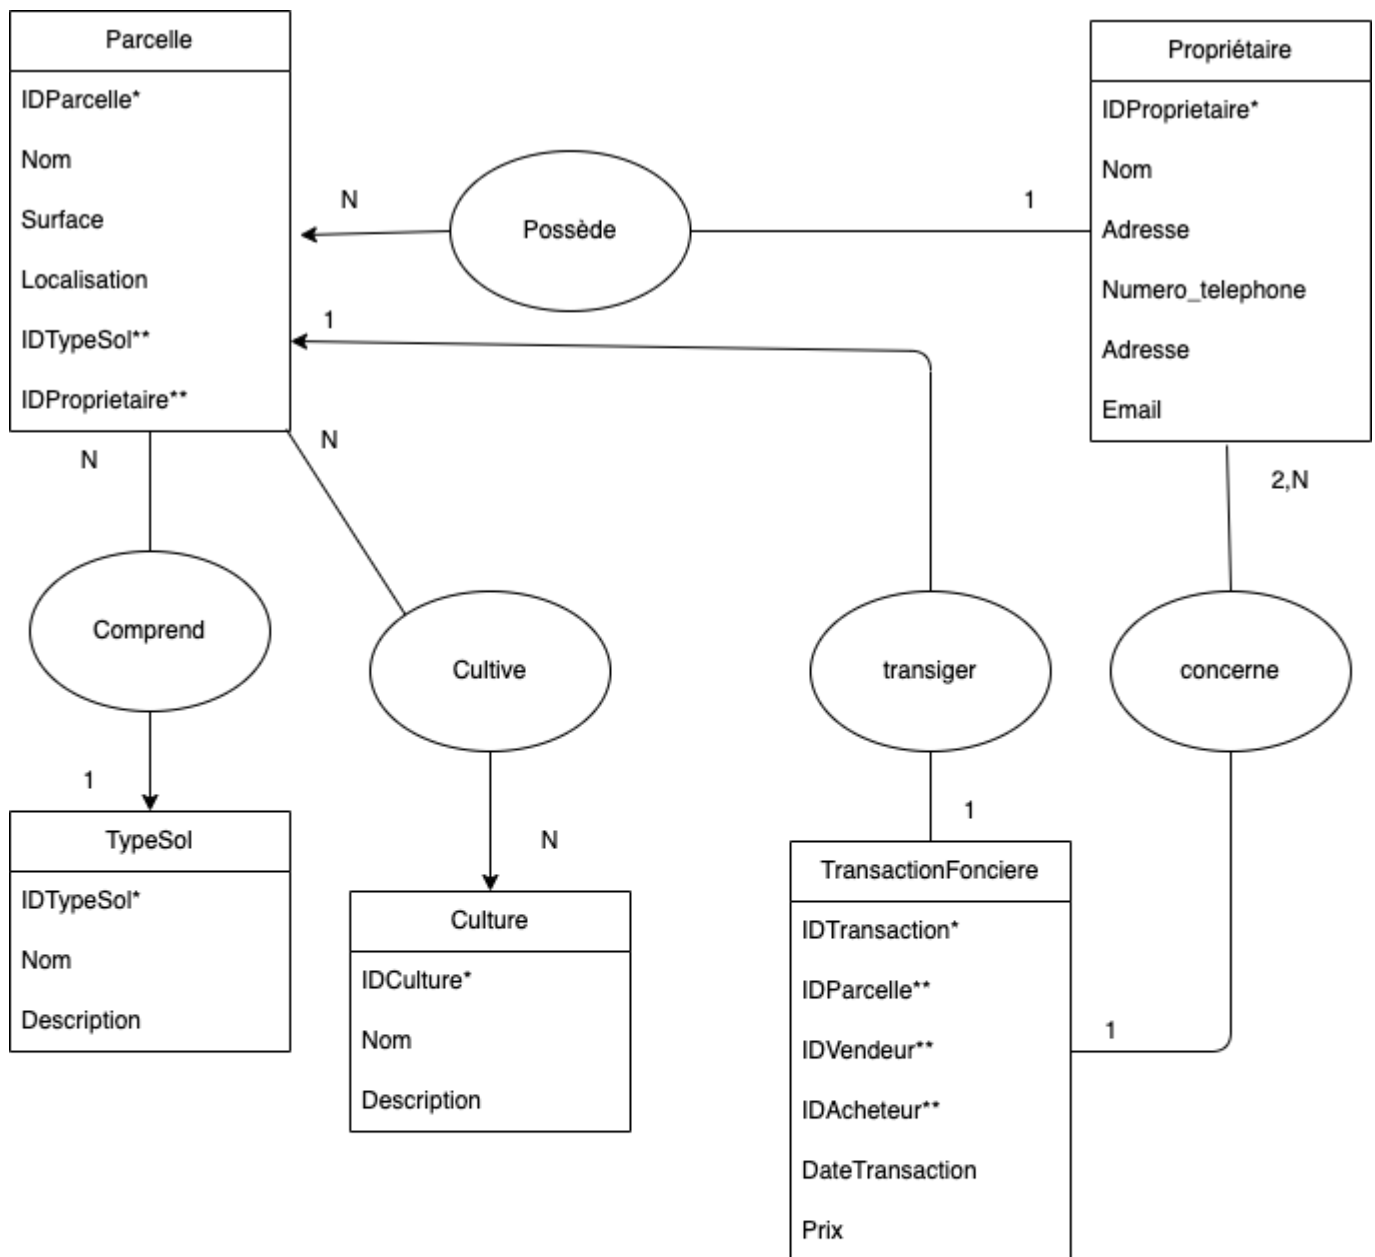 Parcelle
IDParcelle*
Nom
Surface
Localisation
IDTypeSol**
IDProprietaire**
Propriétaire
IDProprietaire*
Nom
Adresse
Numero_telephone
Adresse
Email
N
Possède
1
1
N
N
2,N
Comprend
Cultive
transiger
concerne
1
N
1
1
TypeSol
IDTypeSol*
Nom
Description
Culture
IDCulture*
Nom
Description
TransactionFonciere
IDTransaction*
IDParcelle**
IDVendeur**
IDAcheteur**
DateTransaction
Prix